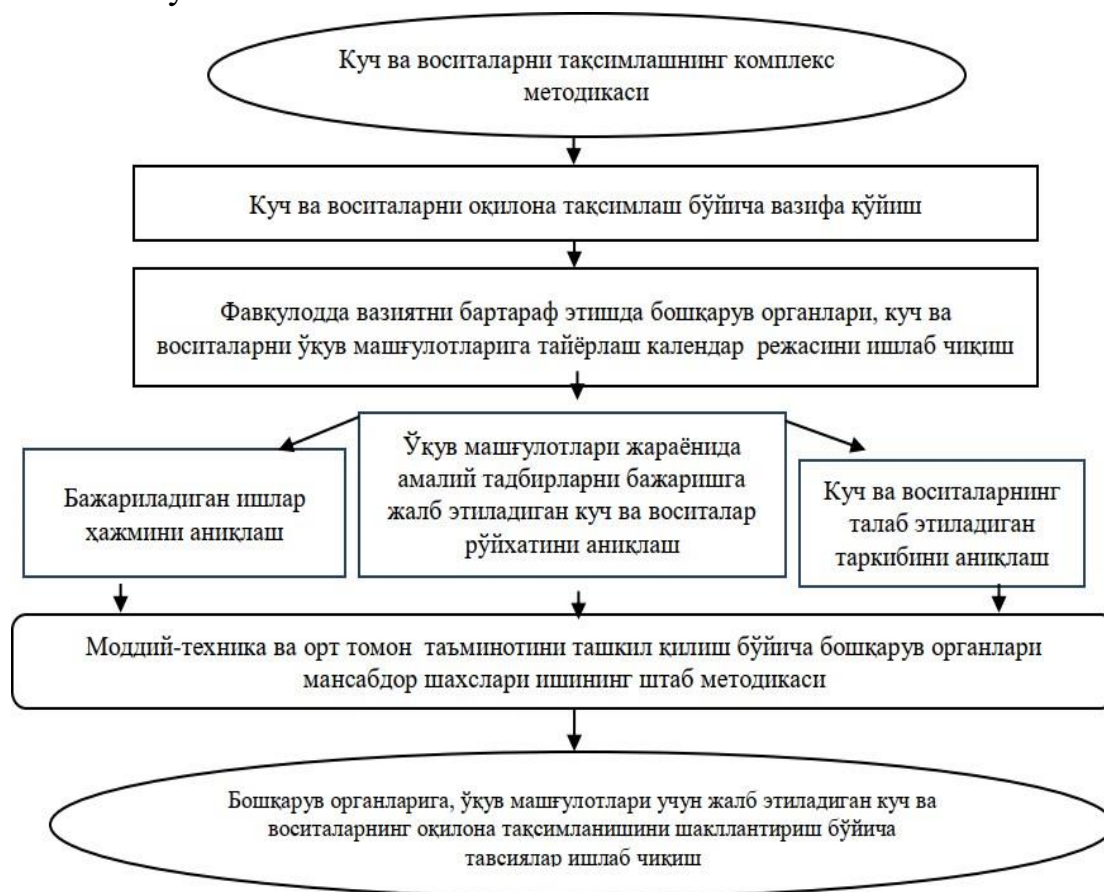 Куч ва воситаларни тақсимлашнинг комплекс
методикаси
Куч ва воситаларни оқилона тақсимлаш бўйича вазифа қўйиш
Фавқулодда вазиятни бартараф этишда бошқарув органлари, куч ва
воситаларни ўқув машғулотларига тайёрлаш календар режасини ишлаб чиқиш
Бажариладиган ишлар
ҳажмини аниқлаш
Ўқув машғулотлари жараёнида
амалий тадбирларни бажаришга
жалб этиладиган куч ва воситалар
рўйхатини аниқлаш
Куч ва воситаларнинг
талаб этиладиган
таркибини аниқлаш
Моддий-техника ва орт томон таъминотини ташкил қилиш бўйича бошқарув органлари
мансабдор шахслари ишининг штаб методикаси
Бошқарув органларига, ўқув машғулотлари учун жалб этиладиган куч ва
воситаларнинг оқилона тақсимланишини шакллантириш бўйича
тавсиялар ишлаб чиқиш